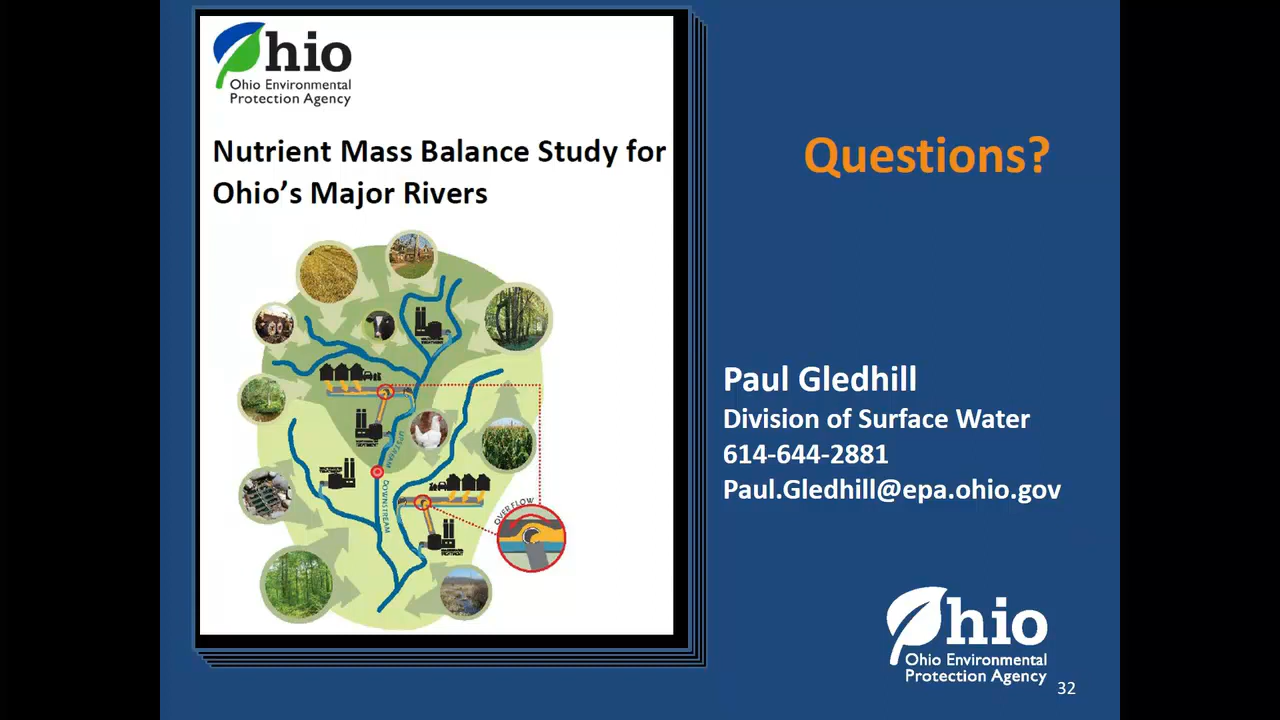 Ohio
Ohio Environmental
Protection Agency
Nutrient Mass Balance Study for
Ohio's Major Rivers
UPSTREAM
DOWNSTREAM
OVERFLOW
Questions?
Paul Gledhill
Division of Surface Water
614-644-2881
Paul.Gledhill@epa.ohio.gov
Ohio
Ohio Environmental
Protection Agency
32